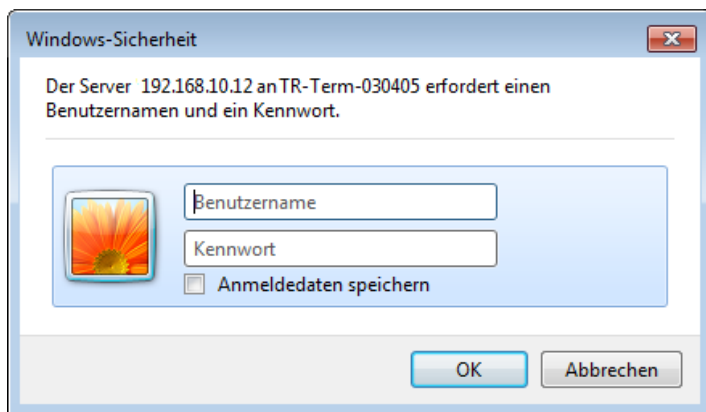 Windows-Sicherheit
Der Server 192.168.10.12 an TR-Term-030405 erfordert einen
Benutzernamen und ein Kennwort.
Benutzername
Kennwort
Anmeldedaten speichern
OK
Abbrechen